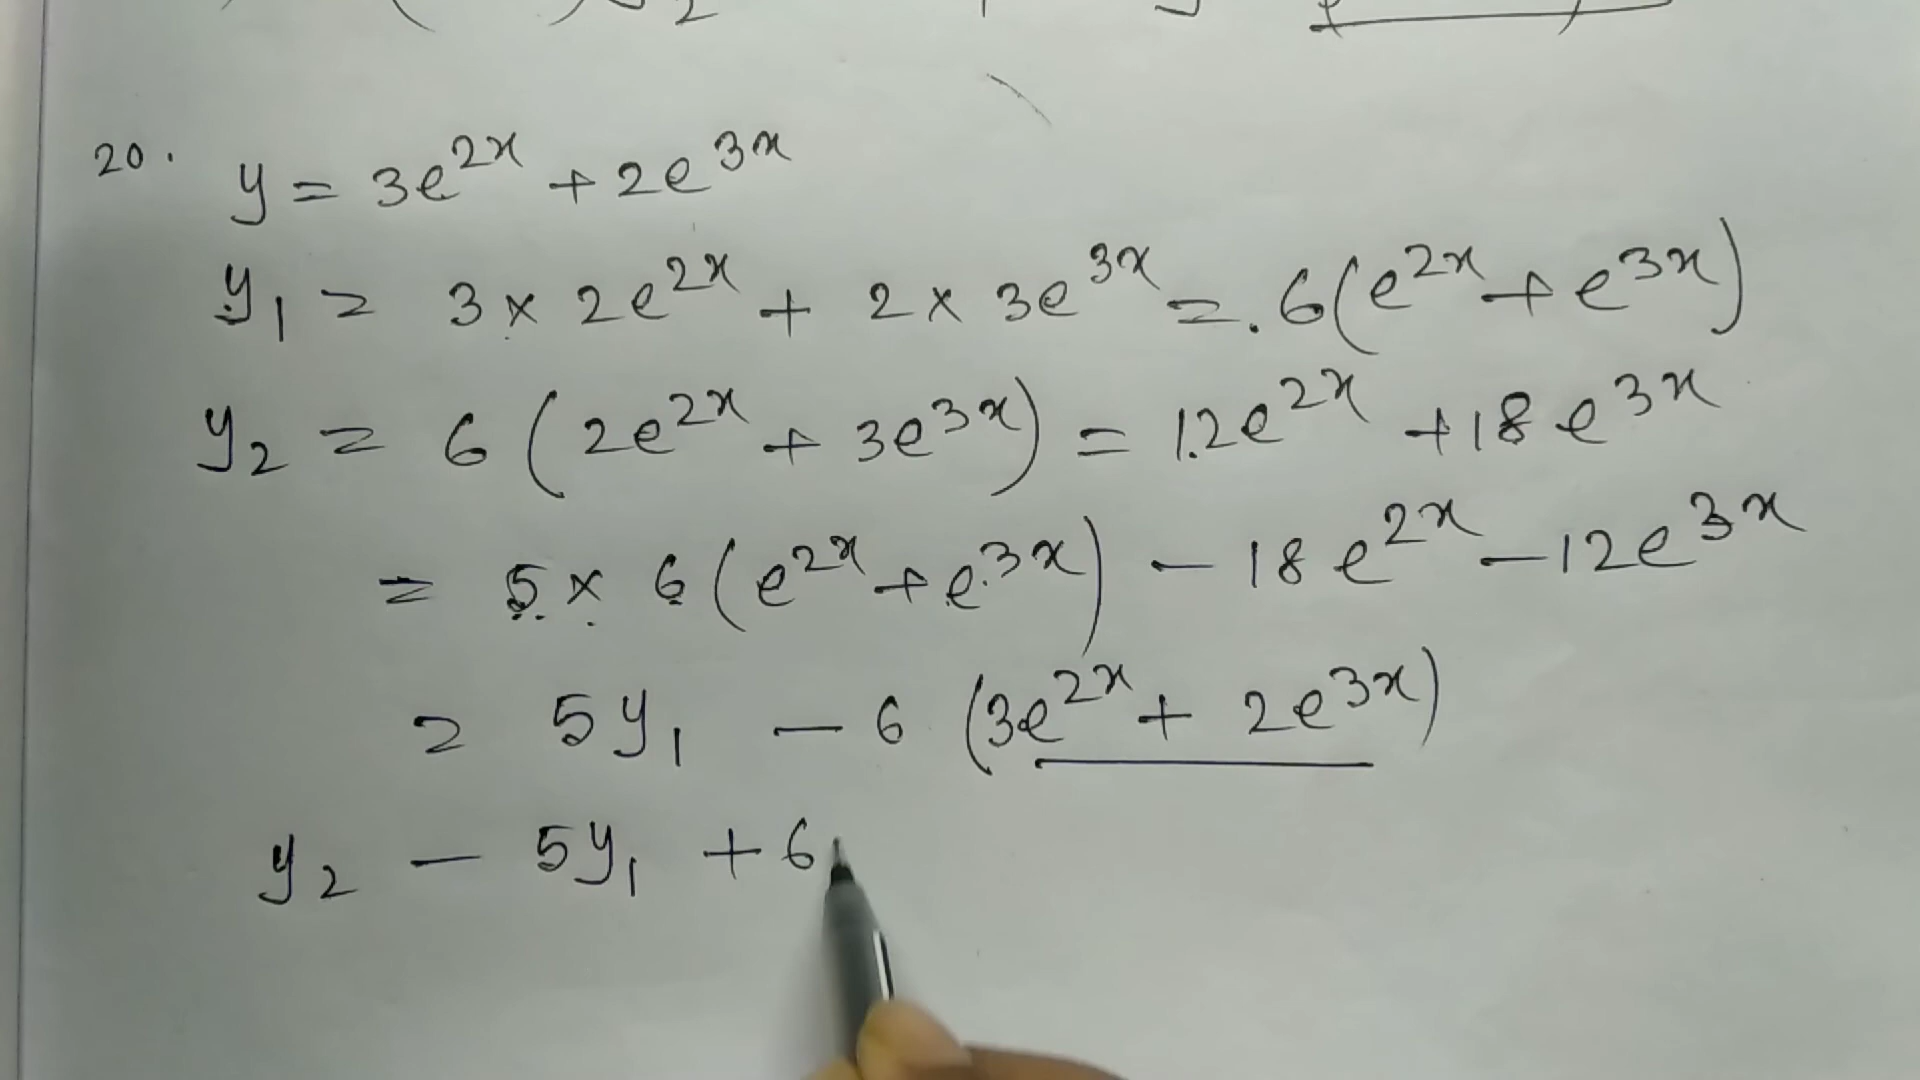 20. y = 3e^{2x} + 2e^{3x}
y₁ = 3 × 2e^{2x} + 2 × 3e^{3x} = 6(e^{2x} + e^{3x})
y₂ = 6 (2e^{2x} + 3e^{3x}) = 12e^{2x} + 18e^{3x}
= 5 × 6 (e^{2x} + e^{3x}) - 18e^{2x} - 12e^{3x}
= 5y₁ - 6 (3e^{2x} + 2e^{3x})
y₂ - 5y₁ + 6